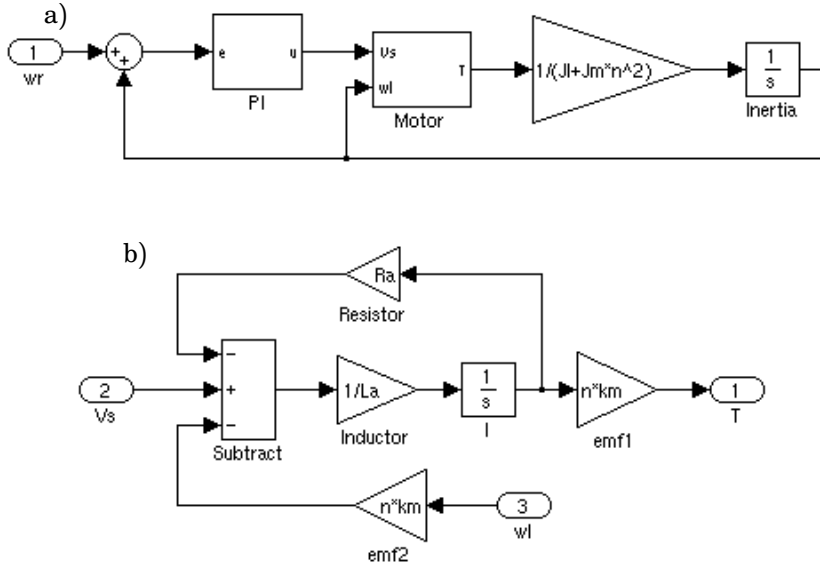 a)
1
wr
+
+
e
u
PI
Vs
wl
T
Motor
1/(Jl+Jm*n^2)
1
s
Inertia
b)
Ra
Resistor
2
Vs
−
+
−
Subtract
1/La
Inductor
1
s
I
n*km
emf1
1
T
n*km
emf2
3
wl